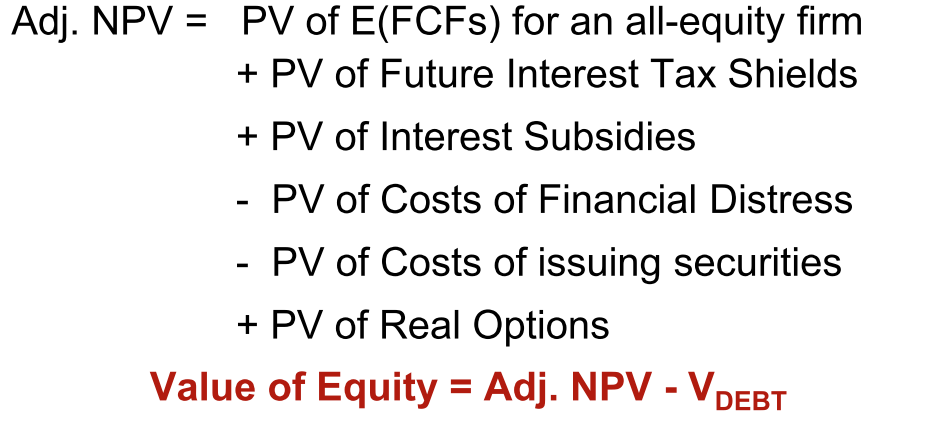 Adj. NPV = PV of E(FCFs) for an all-equity firm
+ PV of Future Interest Tax Shields
+ PV of Interest Subsidies
- PV of Costs of Financial Distress
- PV of Costs of issuing securities
+ PV of Real Options
Value of Equity = Adj. NPV - VDEBT